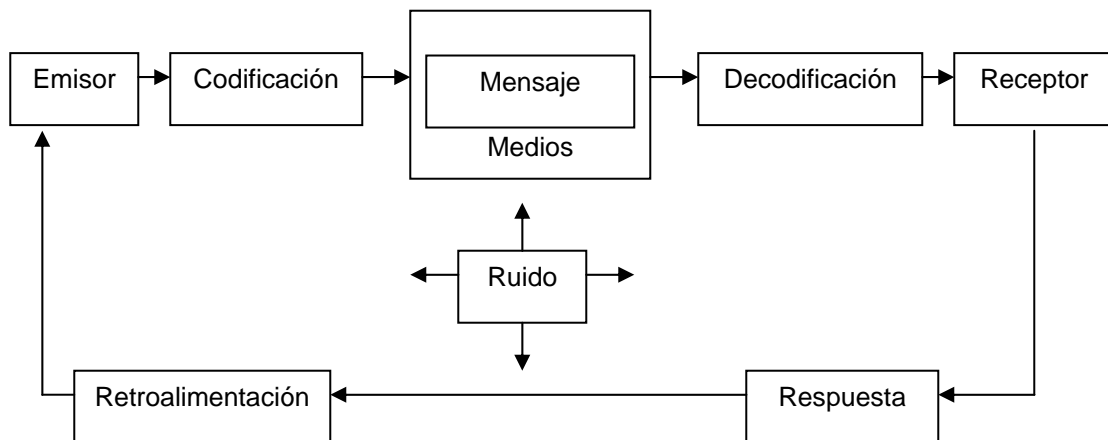 Emisor
Codificación
Mensaje
Medios
Decodificación
Receptor
Ruido
Retroalimentación
Respuesta